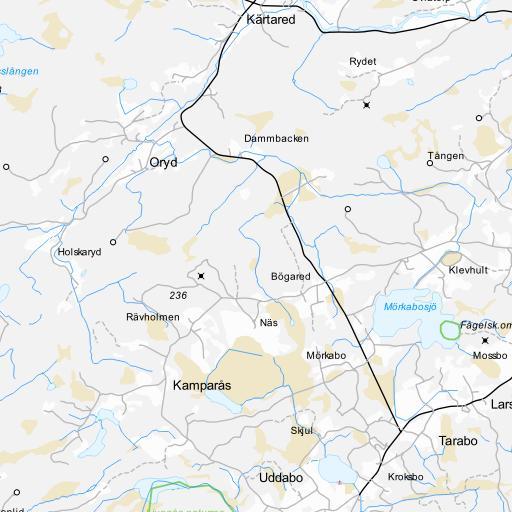 Kärtared
Rydet
slången
Dammbacken
Tången
Oryd
Holskaryd
Klevhult
Bögared
236
Mörkabosjö
Rävholmen
Näs
Fågelsk.om
Mörkabo
Mossbo
Kamparås
Lars
Skjul
Tarabo
Uddabo
Kroksbo